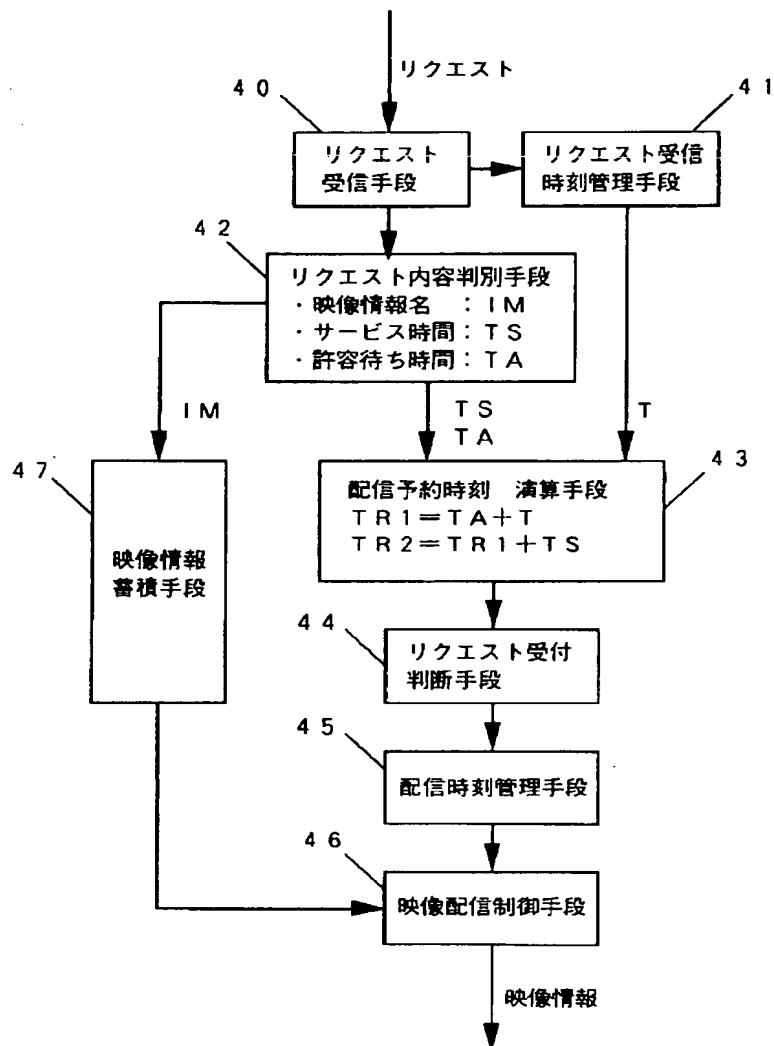 リクエスト
40
41
リクエスト
受信手段
リクエスト受信
時刻管理手段
42
リクエスト内容判別手段
・映像情報名 :IM
・サービス時間:TS
・許容待ち時間:TA
IM
TS
TA
T
47
43
映像情報
蓄積手段
配信予約時刻 演算手段
TR1=TA+T
TR2=TR1+TS
44
リクエスト受付
判断手段
45
配信時刻管理手段
46
映像配信制御手段
映像情報